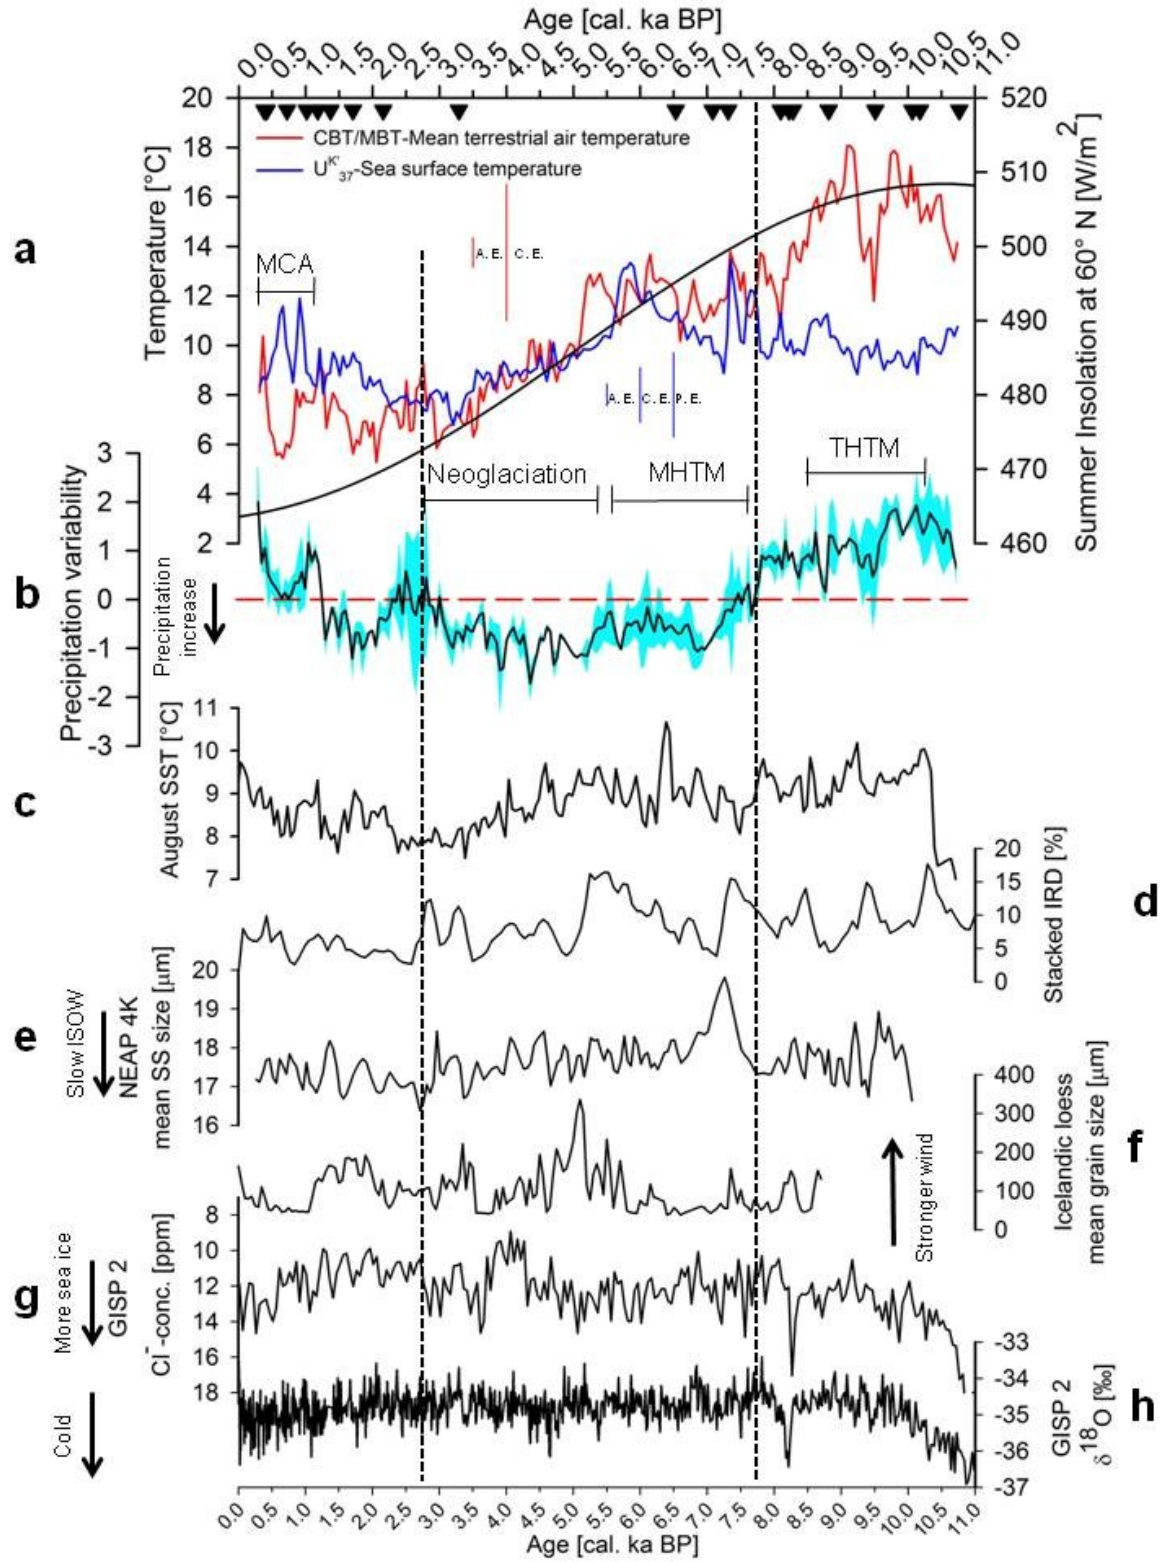 Age [cal. ka BP]
0.0 0.5 1.0 1.5 2.0 2.5 3.0 3.5 4.0 4.5 5.0 5.5 6.0 6.5 7.0 7.5 8.0 8.5 9.0 9.5 10.0 10.5 11.0
a
Temperature [°C]
20
18
16
14
12
10
8
6
4
2
CBT/MBT-Mean terrestrial air temperature
U K' 37 -Sea surface temperature
A.E. C.E.
MCA
A.E. C.E. P.E.
THTM
Neoglaciation
MHTM
520
510
500
490
480
470
460
Summer Insolation at 60° N [W/m2]
b
Precipitation variability
3
2
1
0
-1
-2
-3
Precipitation
increase
c
August SST [°C]
11
10
9
8
7
d
20
15
10
5
0
Stacked IRD [%]
e
Slow ISOW
NEAP 4K
mean SS size [µm]
20
19
18
17
16
f
400
300
200
100
0
Icelandic loess
mean grain size [µm]
Stronger wind
g
More sea ice
GISP 2
Cl⁻-conc. [ppm]
8
10
12
14
16
18
h
Cold
-33
-34
-35
-36
-37
GISP 2
δ18O [‰]
0.0 0.5 1.0 1.5 2.0 2.5 3.0 3.5 4.0 4.5 5.0 5.5 6.0 6.5 7.0 7.5 8.0 8.5 9.0 9.5 10.0 10.5 11.0
Age [cal. ka BP]